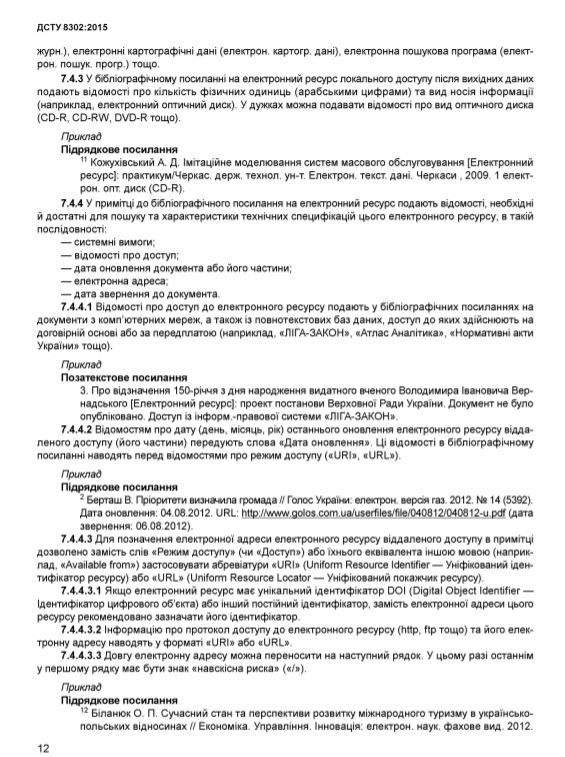 ДСТУ 8302:2015
журн.), електронні картографічні дані (електрон. картогр. дані), електронна пошукова програма (елект-
рон. пошук. прогр.) тощо.
7.4.3 У бібліографічному посиланні на електронний ресурс локального доступу після вихідних даних
подають відомості про кількість фізичних одиниць (арабськими цифрами) та вид носія інформації
(наприклад, електронний оптичний диск). У дужках можна подавати відомості про вид оптичного диска
(CD-R, CD-RW, DVD-R тощо).
Приклад
Підрядкове посилання
11 Кожухівський А. Д. Імітаційне моделювання систем масового обслуговування [Електронний
ресурс]: практикум/Черкас. держ. технол. ун-т. Електрон. текст. дані. Черкаси , 2009. 1 елект-
рон. опт. диск (CD-R).
7.4.4 У примітці до бібліографічного посилання на електронний ресурс подають відомості, необхідні
й достатні для пошуку та характеристики технічних специфікацій цього електронного ресурсу, в такій
послідовності:
— системні вимоги;
— відомості про доступ;
— дата оновлення документа або його частини;
— електронна адреса;
— дата звернення до документа.
7.4.4.1 Відомості про доступ до електронного ресурсу подають у бібліографічних посиланнях на
документи з комп'ютерних мереж, а також із повнотекстових баз даних, доступ до яких здійснюють на
договірній основі або за передплатою (наприклад, «ЛІГА-ЗАКОН», «Атлас Аналітика», «Нормативні акти
України» тощо).
Приклад
Позатекстове посилання
3. Про відзначення 150-річчя з дня народження видатного вченого Володимира Івановича Вер-
надського [Електронний ресурс]: проект постанови Верховної Ради України. Документ не було
опубліковано. Доступ із інформ.-правової системи «ЛІГА-ЗАКОН».
7.4.4.2 Відомостям про дату (день, місяць, рік) останнього оновлення електронного ресурсу відда-
леного доступу (його частини) передують слова «Дата оновлення». Ці відомості в бібліографічному
посиланні наводять перед відомостями про режим доступу («URI», «URL»).
Приклад
Підрядкове посилання
2 Берташ В. Пріоритети визначила громада // Голос України: електрон. версія газ. 2012. № 14 (5392).
Дата оновлення: 04.08.2012. URL: http://www.golos.com.ua/userfiles/file/040812/040812-u.pdf (дата
звернення: 06.08.2012).
7.4.4.3 Для позначення електронної адреси електронного ресурсу віддаленого доступу в примітці
дозволено замість слів «Режим доступу» (чи «Доступ») або їхнього еквівалента іншою мовою (наприк-
лад, «Available from») застосовувати абревіатури «URI» (Uniform Resource Identifier — Уніфікований іден-
тифікатор ресурсу) або «URL» (Uniform Resource Locator — Уніфікований покажчик ресурсу).
7.4.4.3.1 Якщо електронний ресурс має унікальний ідентифікатор DOI (Digital Object Identifier —
Ідентифікатор цифрового об'єкта) або інший постійний ідентифікатор, замість електронної адреси цього
ресурсу рекомендовано зазначати його ідентифікатор.
7.4.4.3.2 Інформацію про протокол доступу до електронного ресурсу (http, ftp тощо) та його елек-
тронну адресу наводять у форматі «URI» або «URL».
7.4.4.3.3 Довгу електронну адресу можна переносити на наступний рядок. У цьому разі останнім
у першому рядку має бути знак «навскісна риска» («/»).
Приклад
Підрядкове посилання
12 Біланюк О. П. Сучасний стан та перспективи розвитку міжнародного туризму в українсько-
польських відносинах // Економіка. Управління. Інновація: електрон. наук. фахове вид. 2012.
12